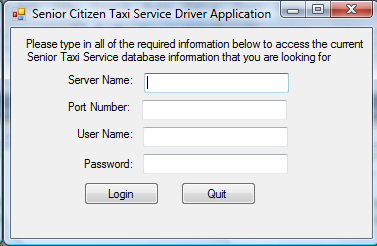 Senior Citizen Taxi Service Driver Application
Please type in all of the required information below to access the current
Senior Taxi Service database information that you are looking for
Server Name:
Port Number:
User Name:
Password:
Login Quit